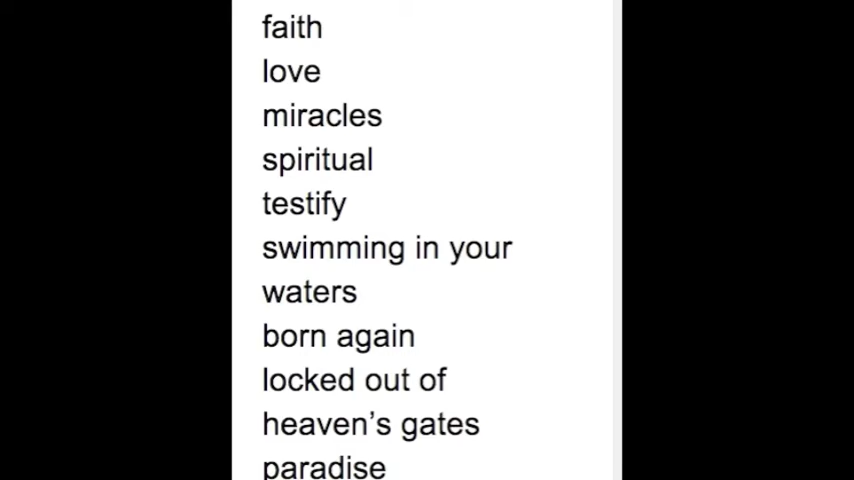 faith
love
miracles
spiritual
testify
swimming in your
waters
born again
locked out of
heaven’s gates
paradise